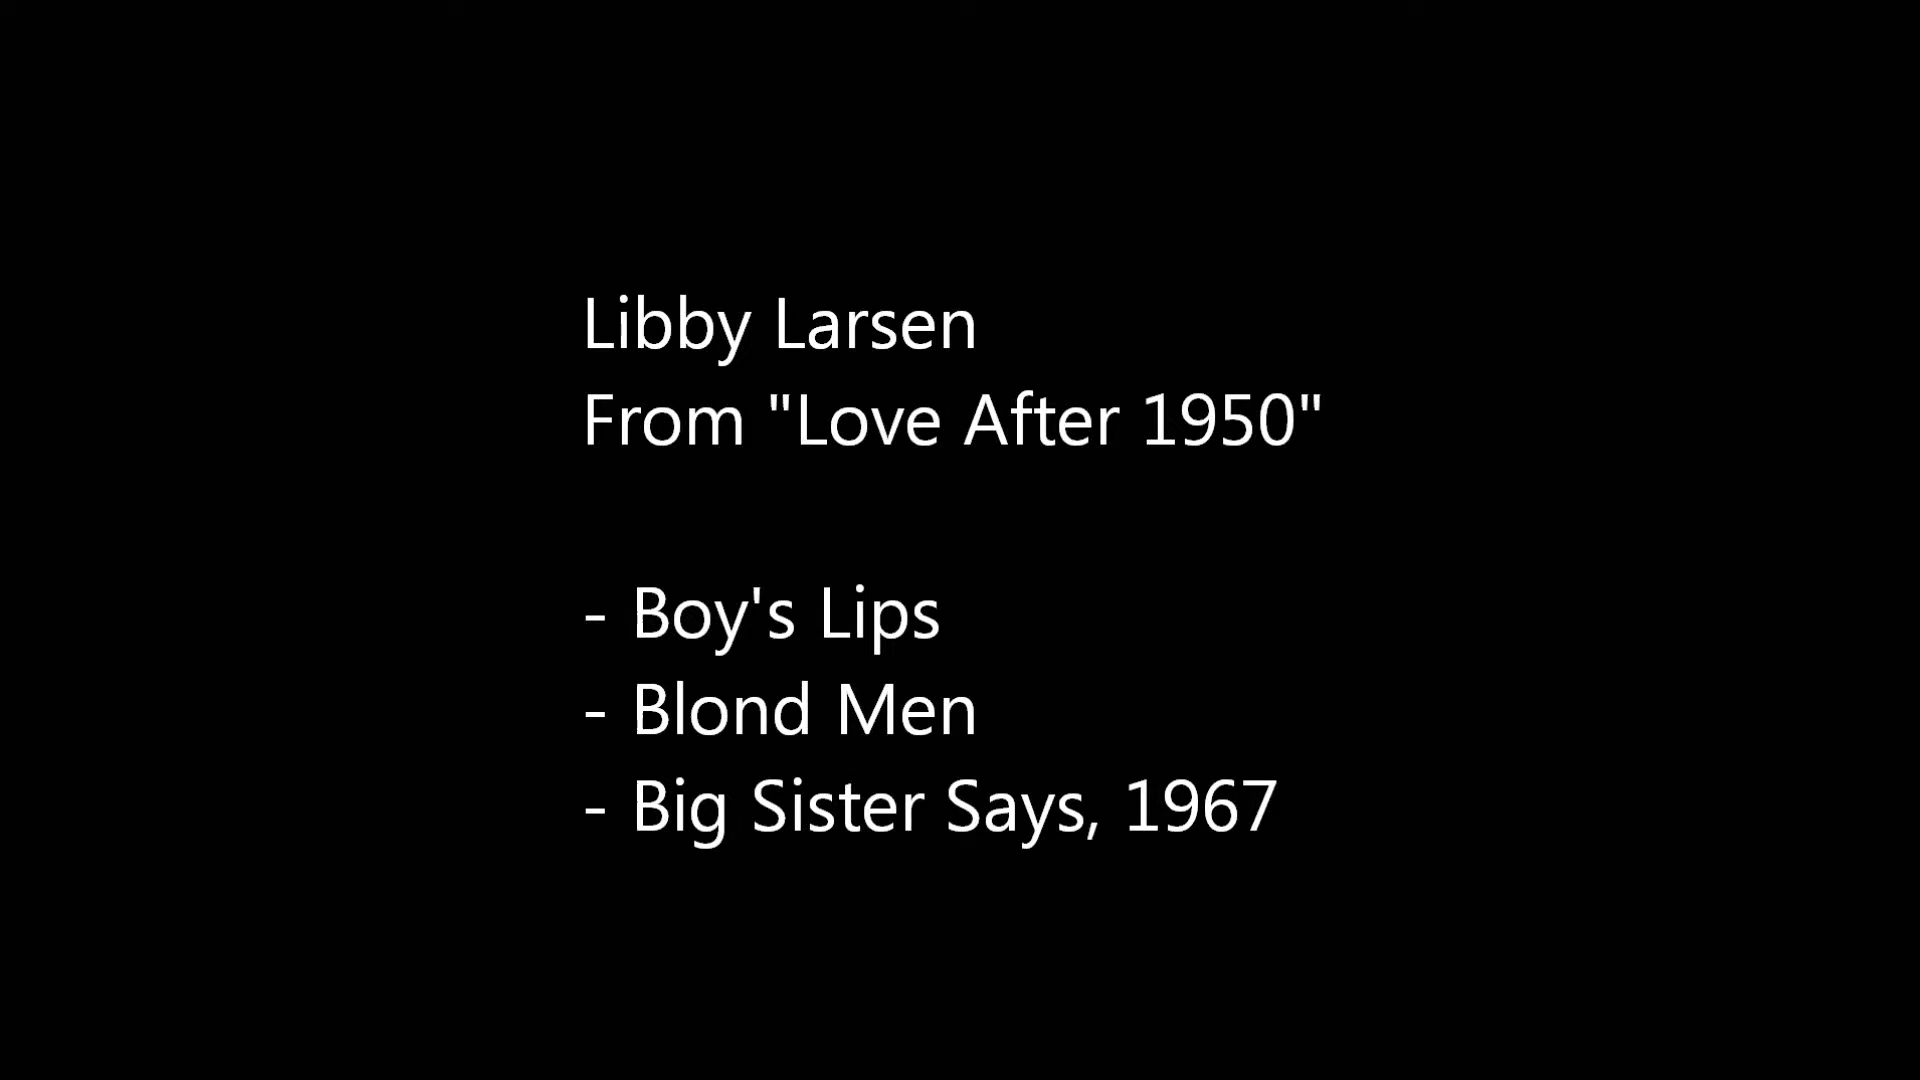 Libby Larsen
From "Love After 1950"
- Boy's Lips
- Blond Men
- Big Sister Says, 1967